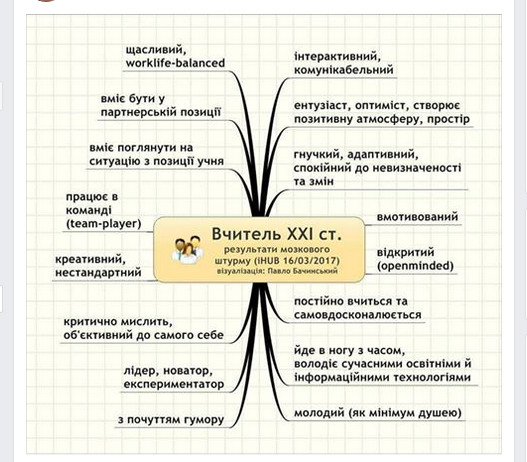 щасливий,
worklife-balanced
вміє бути у
партнерській позиції
вміє поглянути на
ситуацію з позиції учня
працює в
команді
(team-player)
креативний,
нестандартний
критично мислить,
об'єктивний до самого себе
лідер, новатор,
експериментатор
з почуттям гумору
Вчитель XXI ст.
результати мозкового
штурму (iHUB 16/03/2017)
візуалізація: Павло Бачинський
інтерактивний,
комунікабельний
ентузіаст, оптиміст, створює
позитивну атмосферу, простір
гнучкий, адаптивний,
спокійний до невизначеності
та змін
вмотивований
відкритий
(openminded)
постійно вчиться та
самовдосконалюється
йде в ногу з часом,
володіє сучасними освітніми й
інформаційними технологіями
молодий (як мінімум душею)